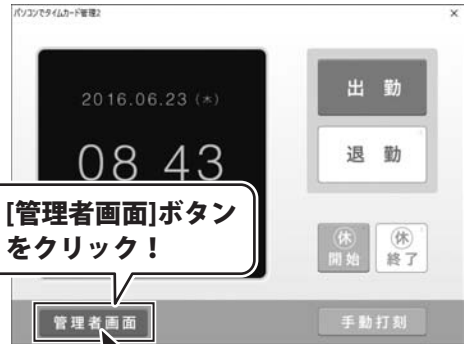 パソコンでタイムカード管理2
×
2016.06.23 (木)
08 43
出 勤
退 勤
[管理者画面]ボタン
をクリック!
休
開始
休
終了
管理者画面
手動打刻